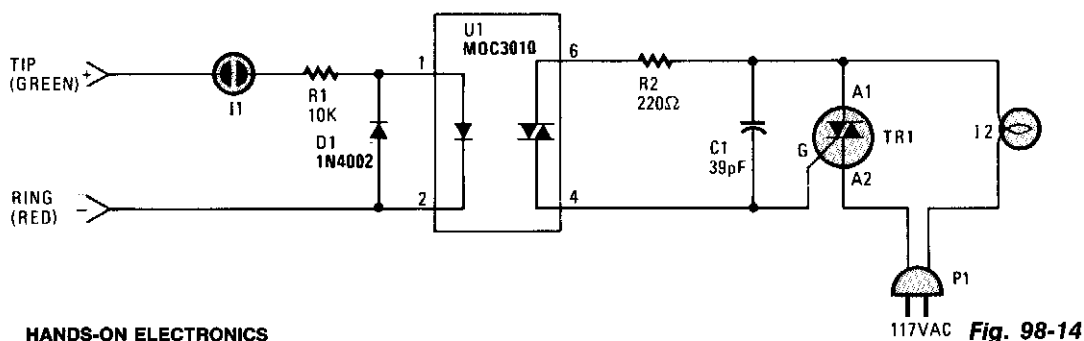 U1
MOC3010
TIP
(GREEN)
+
I1
R1
10K
D1
1N4002
1
2
RING
(RED)
−
6
4
R2
220Ω
C1
39pF
A1
G
TR1
A2
I2
P1
117VAC
HANDS-ON ELECTRONICS
Fig. 98-14